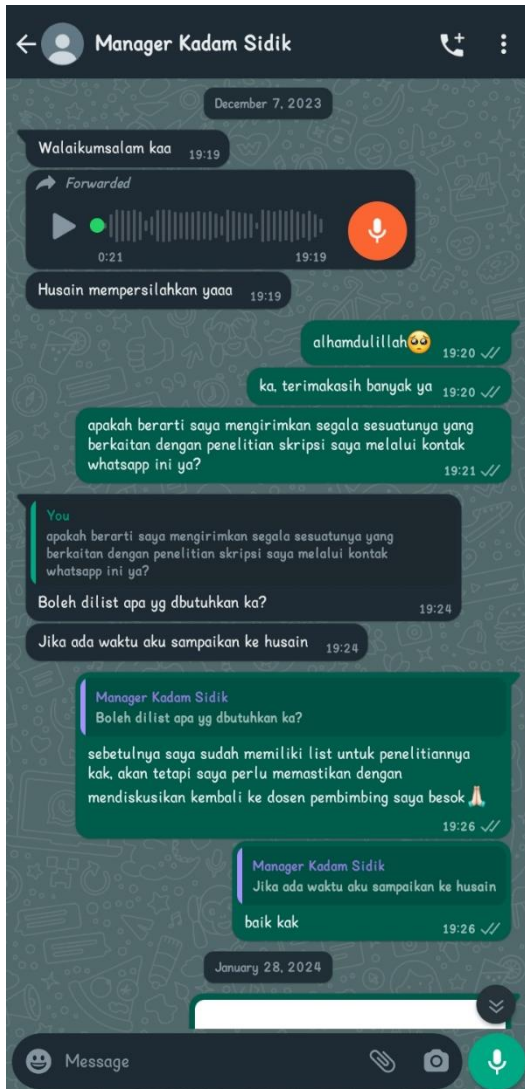 Manager Kadam Sidik
December 7, 2023
Walaikumsalam kaa 19:19
Forwarded
0:21 19:19
Husain mempersilahkan yaaa 19:19
alhamdulillah🥺 19:20
ka, terimakasih banyak ya 19:20
apakah berarti saya mengirimkan segala sesuatunya yang
berkaitan dengan penelitian skripsi saya melalui kontak
whatsapp ini ya?
19:21
You
apakah berarti saya mengirimkan segala sesuatunya yang
berkaitan dengan penelitian skripsi saya melalui kontak
whatsapp ini ya?
Boleh dilist apa yg dbutuhkan ka? 19:24
Jika ada waktu aku sampaikan ke husain 19:24
Manager Kadam Sidik
Boleh dilist apa yg dbutuhkan ka?
sebetulnya saya sudah memiliki list untuk penelitiannya
kak, akan tetapi saya perlu memastikan dengan
mendiskusikan kembali ke dosen pembimbing saya besok🙏🏻
19:26
Manager Kadam Sidik
Jika ada waktu aku sampaikan ke husain
baik kak 19:26
January 28, 2024
Message